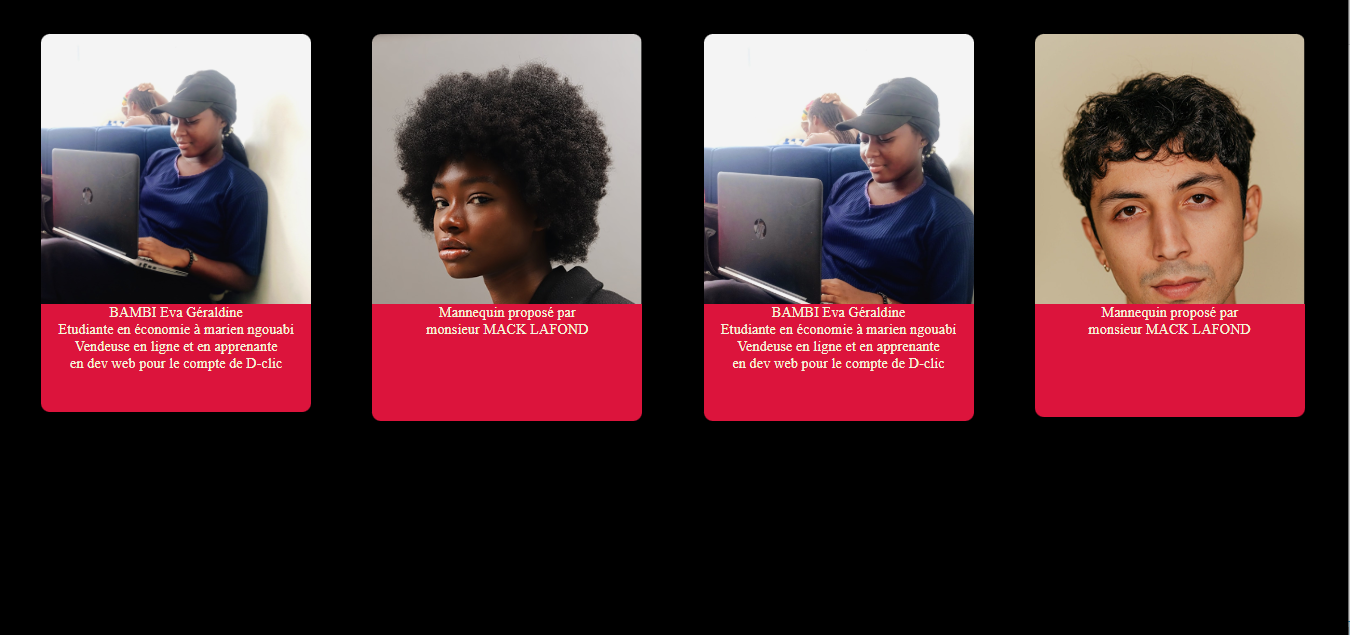 BAMBI Eva Géraldine
Etudiante en économie à marien ngouabi
Vendeuse en ligne et en apprenante
en dev web pour le compte de D-clic
Mannequin proposé par
monsieur MACK LAFOND
BAMBI Eva Géraldine
Etudiante en économie à marien ngouabi
Vendeuse en ligne et en apprenante
en dev web pour le compte de D-clic
Mannequin proposé par
monsieur MACK LAFOND